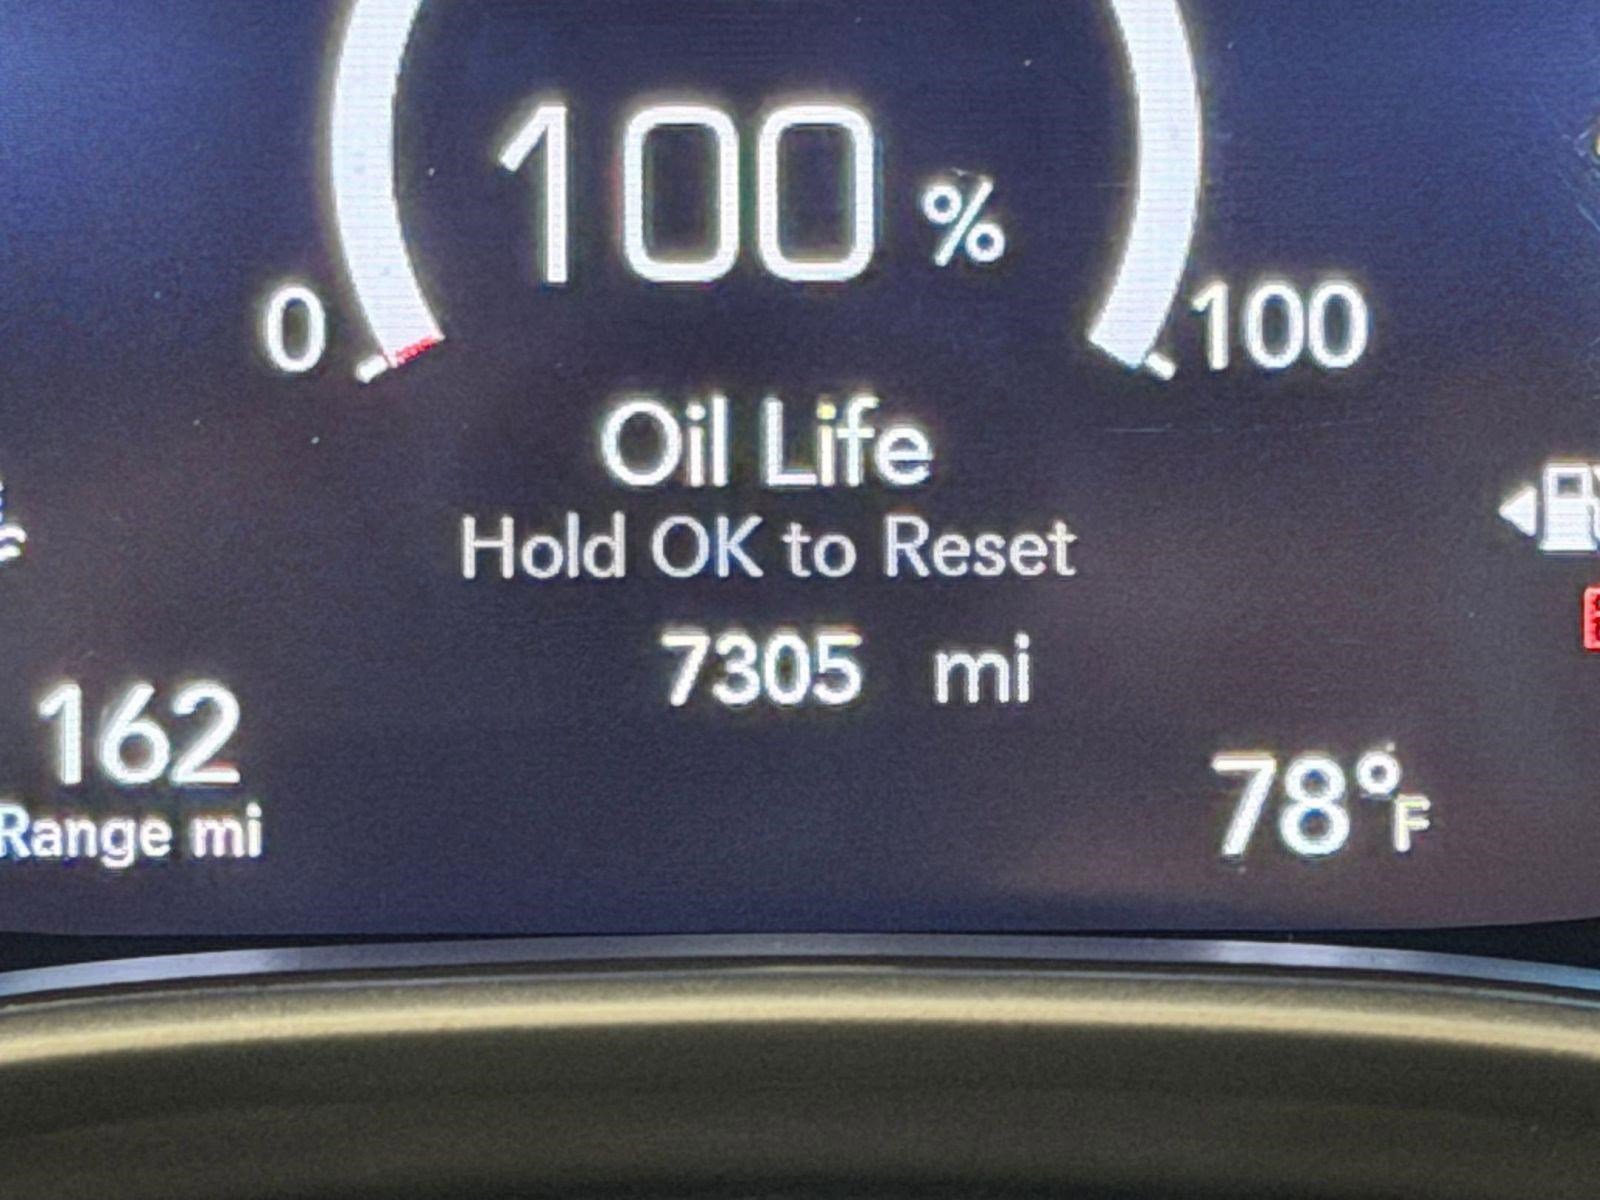 100 %
0
100
Oil Life
Hold OK to Reset
7305 mi
162
Range mi
78°F